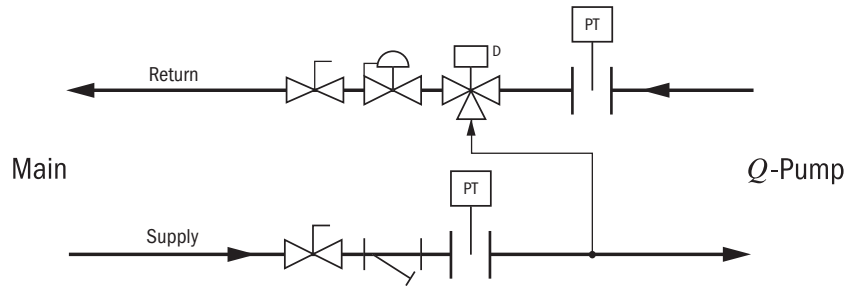 PT
D
Return
Main
Q-Pump
PT
Supply